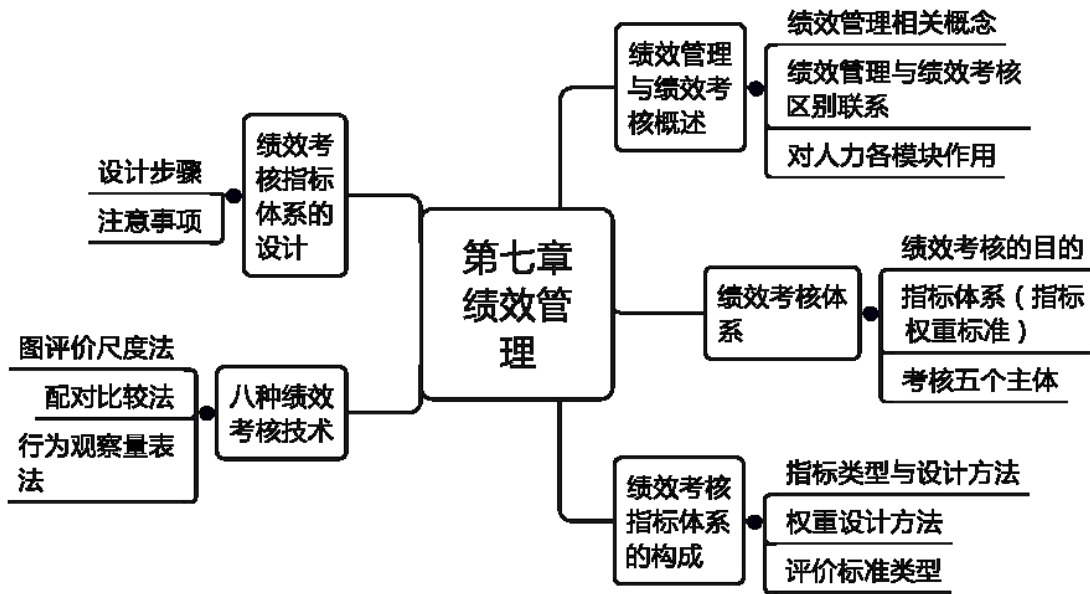 第七章
绩效管
理
绩效管理
与绩效考
核概述
绩效管理相关概念
绩效管理与绩效考核
区别联系
对人力各模块作用
绩效考核体
系
绩效考核的目的
指标体系（指标
权重标准）
考核五个主体
绩效考核
指标体系
的构成
指标类型与设计方法
权重设计方法
评价标准类型
绩效考
核指标
体系的
设计
设计步骤
注意事项
八种绩效
考核技术
图评价尺度法
配对比较法
行为观察量表
法